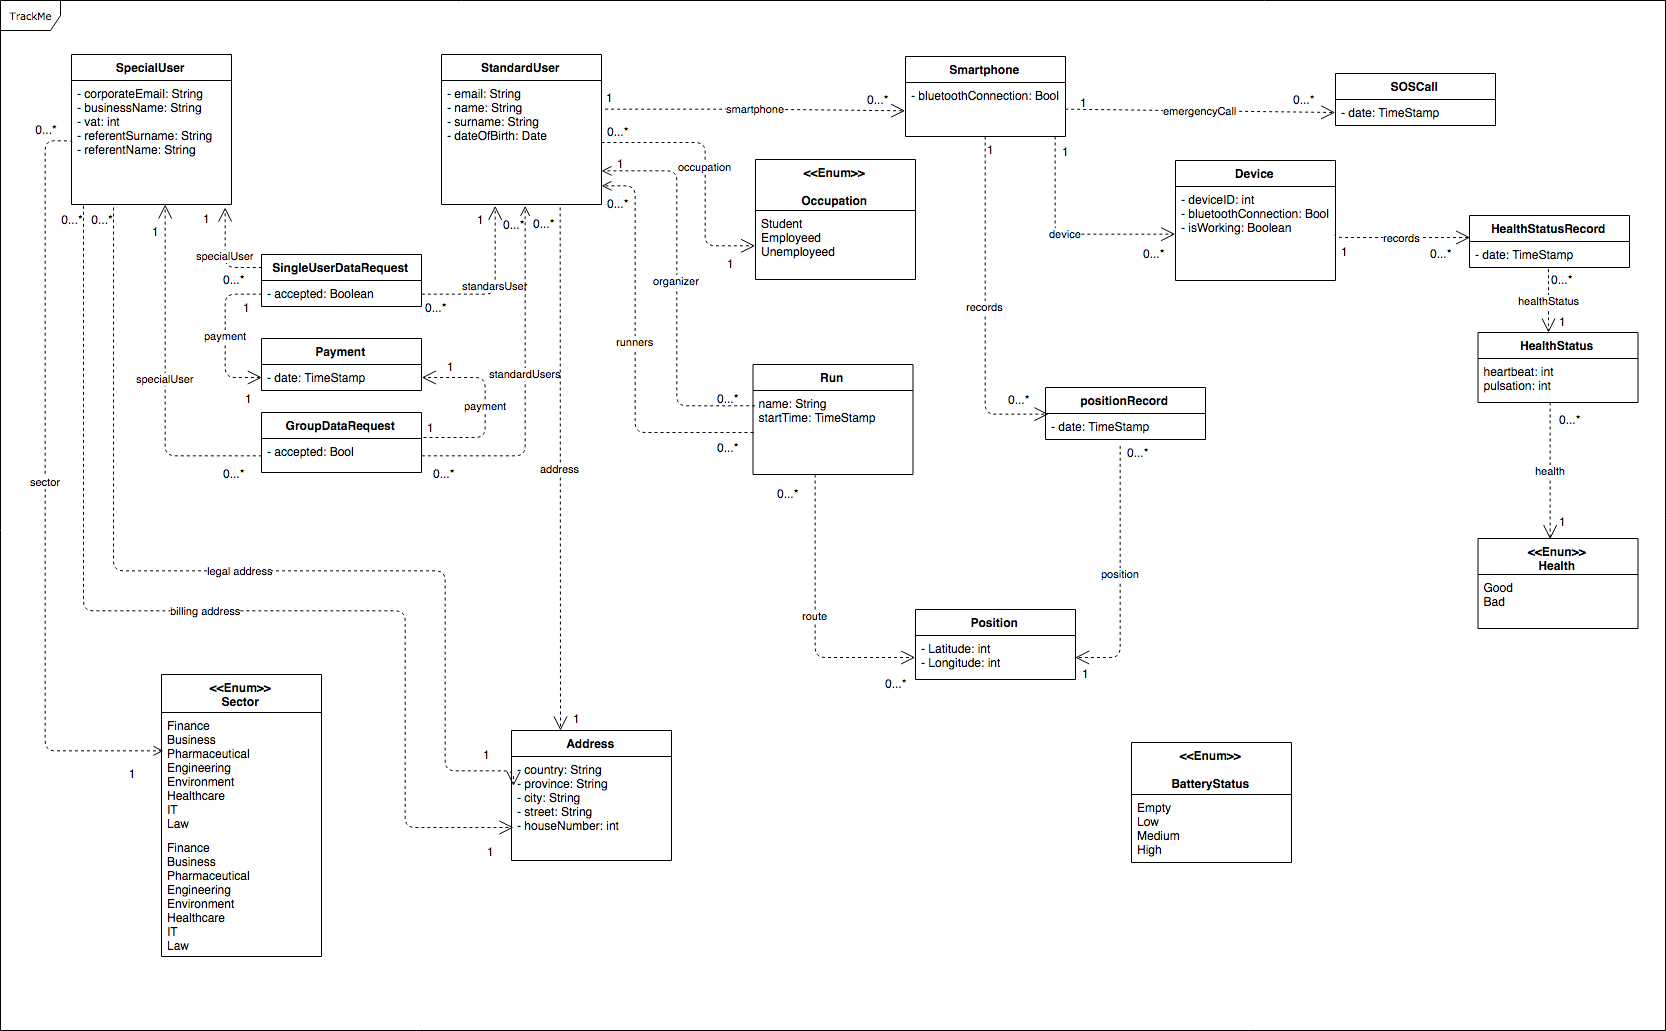 TrackMe
SpecialUser
- corporateEmail: String
- businessName: String
- vat: int
- referentSurname: String
- referentName: String
0...*
0...*
0...*
1
1
StandardUser
- email: String
- name: String
- surname: String
- dateOfBirth: Date
1
smartphone
0...*
0...*
occupation
1
1
organizer
0...*
runners
1
0...*
0...*
Smartphone
- bluetoothConnection: Bool
1
emergencyCall
0...*
SOSCall
- date: TimeStamp
1
1
<<Enum>>
Occupation
Student
Employeed
Unemployeed
Device
- deviceID: int
- bluetoothConnection: Bool
- isWorking: Boolean
device
0...*
1
records
0...*
HealthStatusRecord
- date: TimeStamp
0...*
healthStatus
1
specialUser
0...*
SingleUserDataRequest
- accepted: Boolean
standarsUser
0...*
1
payment
1
Payment
- date: TimeStamp
1
standardUsers
payment
specialUser
GroupDataRequest
- accepted: Bool
1
0...*
0...*
HealthStatus
heartbeat: int
pulsation: int
0...*
health
1
Run
name: String
startTime: TimeStamp
0...*
0...*
0...*
records
0...*
positionRecord
- date: TimeStamp
0...*
position
1
sector
address
1
legal address
1
billing address
1
route
0...*
Position
- Latitude: int
- Longitude: int
<<Enun>>
Health
Good
Bad
<<Enum>>
Sector
Finance
Business
Pharmaceutical
Engineering
Environment
Healthcare
IT
Law
Finance
Business
Pharmaceutical
Engineering
Environment
Healthcare
IT
Law
1
Address
- country: String
- province: String
- city: String
- street: String
- houseNumber: int
<<Enum>>
BatteryStatus
Empty
Low
Medium
High